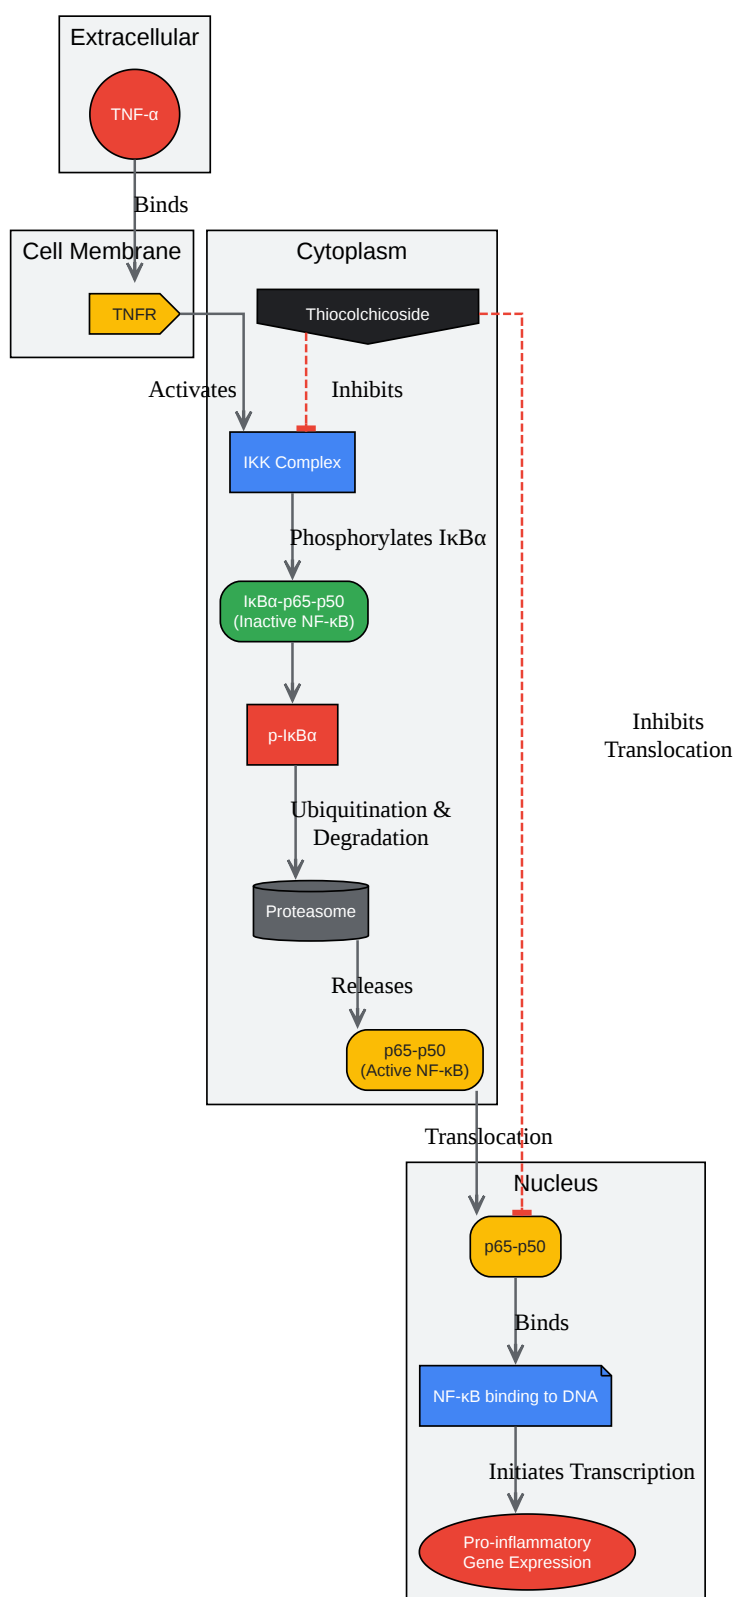 Extracellular
TNF-α
Binds
Cell Membrane
Cytoplasm
TNFR
Thiocolchicoside
Activates
Inhibits
IKK Complex
Phosphorylates IκBα
IκBα-p65-p50
(Inactive NF-κB)
p-IκBα
Inhibits
Translocation
Ubiquitination &
Degradation
Proteasome
Releases
p65-p50
(Active NF-κB)
Translocation
Nucleus
p65-p50
Binds
NF-κB binding to DNA
Initiates Transcription
Pro-inflammatory
Gene Expression